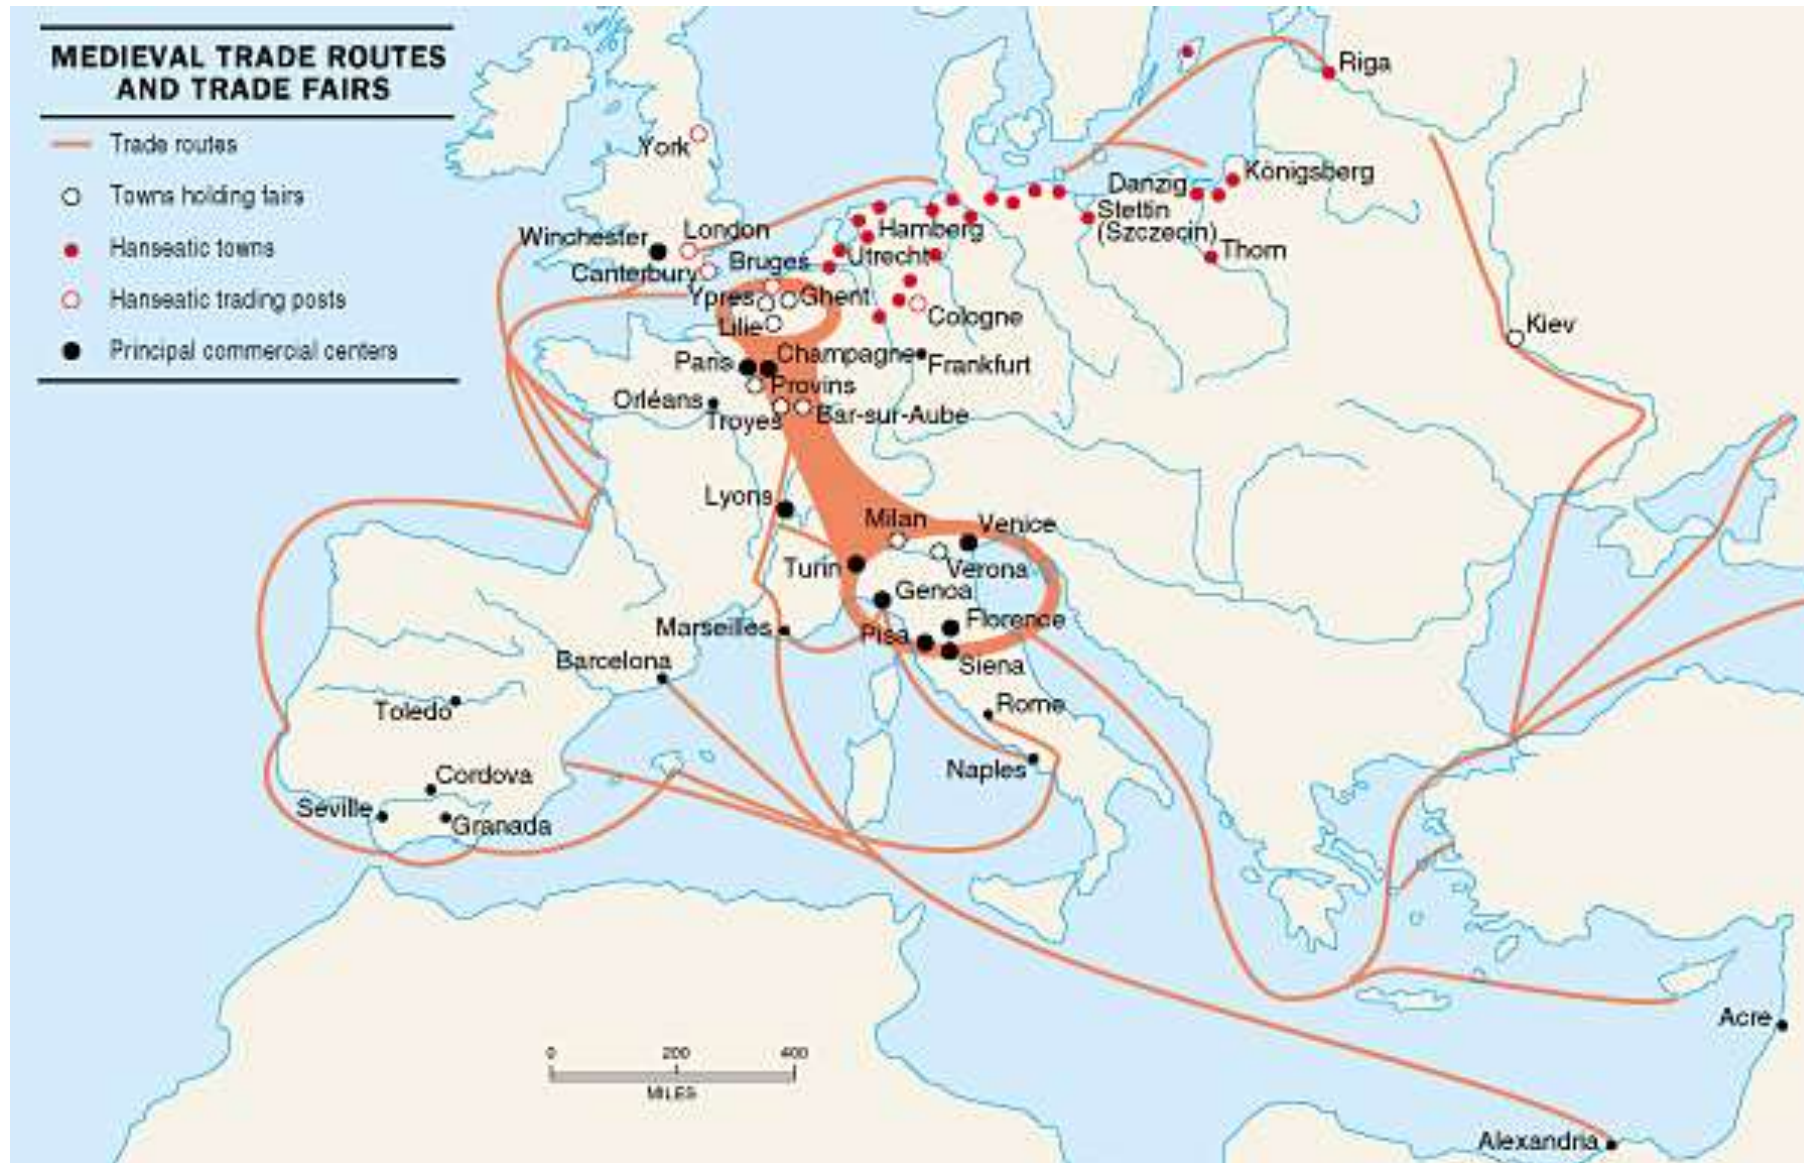 MEDIEVAL TRADE ROUTES
AND TRADE FAIRS
Trade routes
Towns holding fairs
Hanseatic towns
Hanseatic trading posts
Principal commercial centers
Riga
York
Königsberg
Danzig
Stettin
(Szczecin)
Thorn
Hamberg
London
Winchester
Canterbury
Bruges
Utrecht
Ypres
Ghent
Lille
Cologne
Kiev
Paris
Champagne
Frankfurt
Provins
Orléans
Troyes
Bar-sur-Aube
Lyons
Milan
Venice
Turin
Verona
Genoa
Florence
Pisa
Siena
Marseilles
Barcelona
Rome
Toledo
Naples
Cordova
Seville
Granada
Acre
Alexandria
0 200 400
MILES